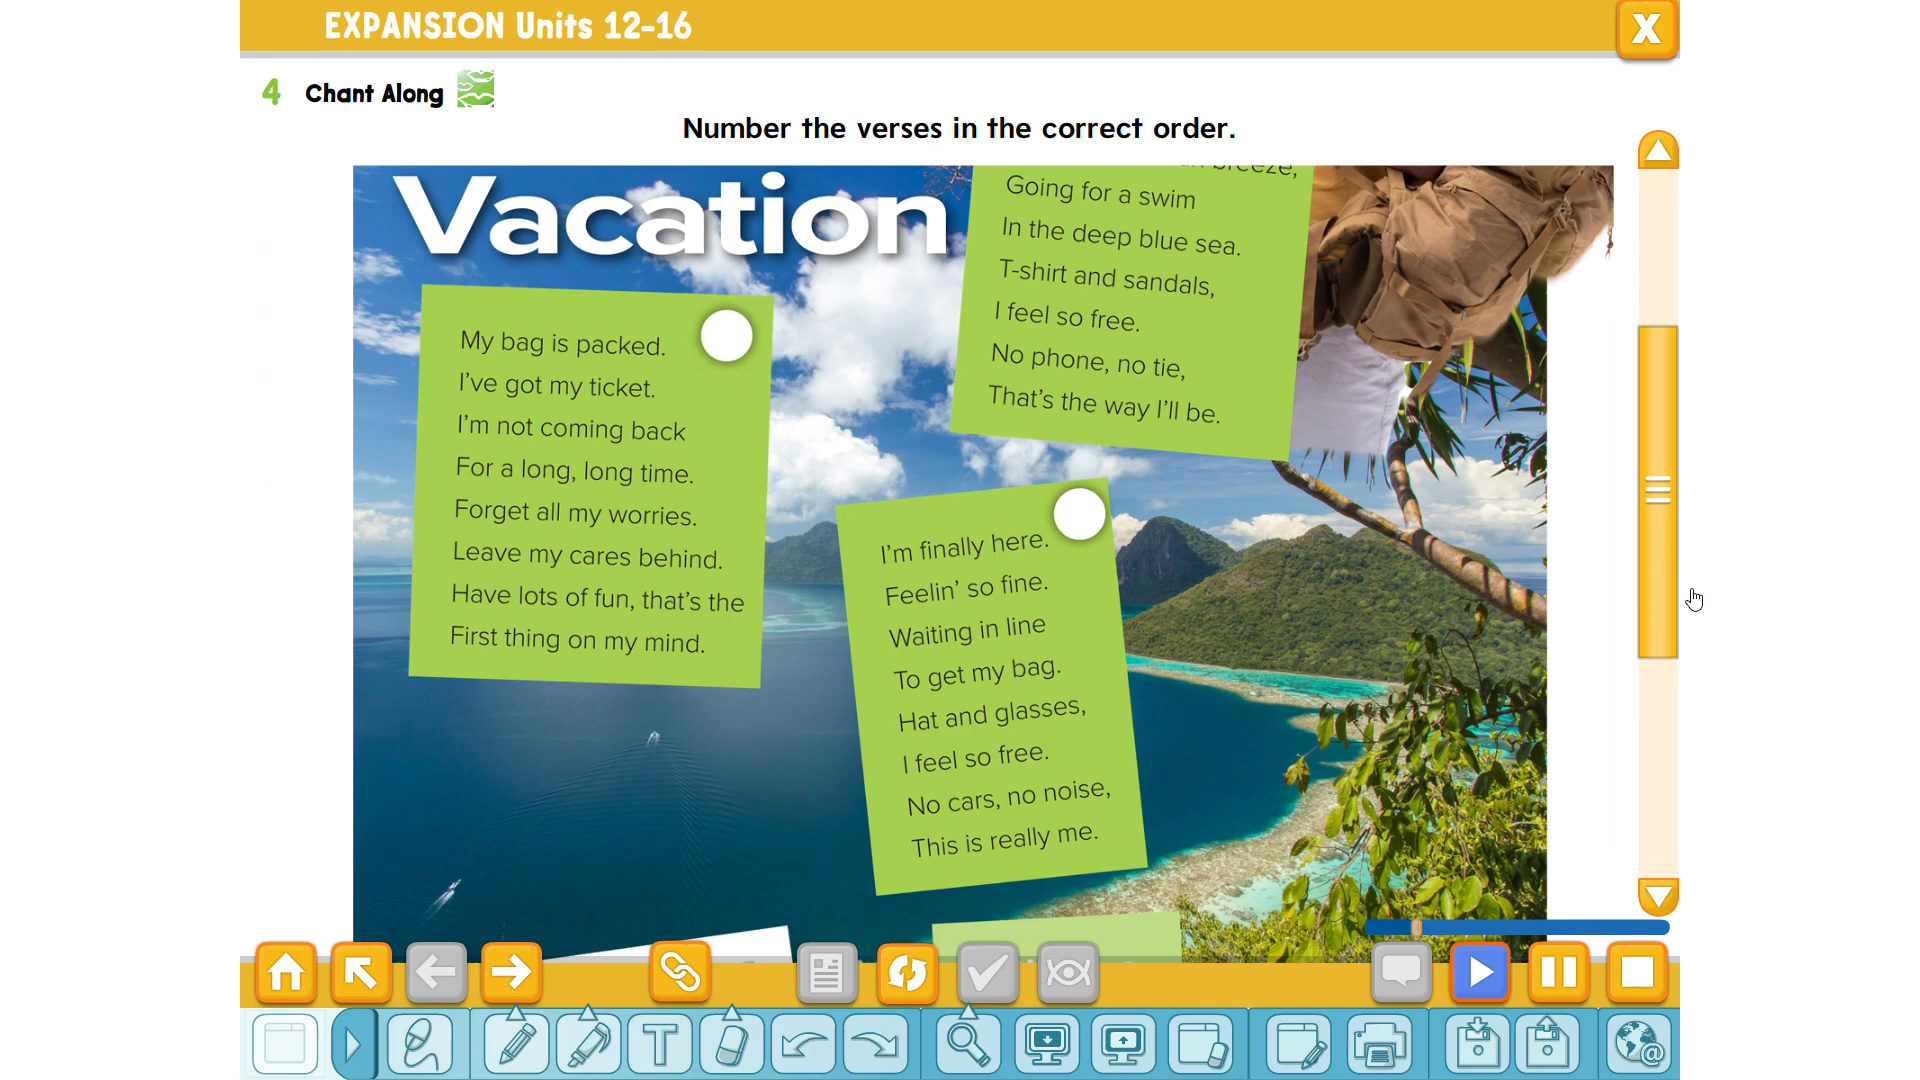 EXPANSION Units 12-16
X
4 Chant Along
Number the verses in the correct order.
Vacation
breeze,
Going for a swim
In the deep blue sea.
T-shirt and sandals,
I feel so free.
No phone, no tie,
That's the way I'll be.
My bag is packed.
I've got my ticket.
I'm not coming back
For a long, long time.
Forget all my worries.
Leave my cares behind.
Have lots of fun, that's the
First thing on my mind.
I'm finally here.
Feelin' so fine.
Waiting in line
To get my bag.
Hat and glasses,
I feel so free.
No cars, no noise,
This is really me.
T
@